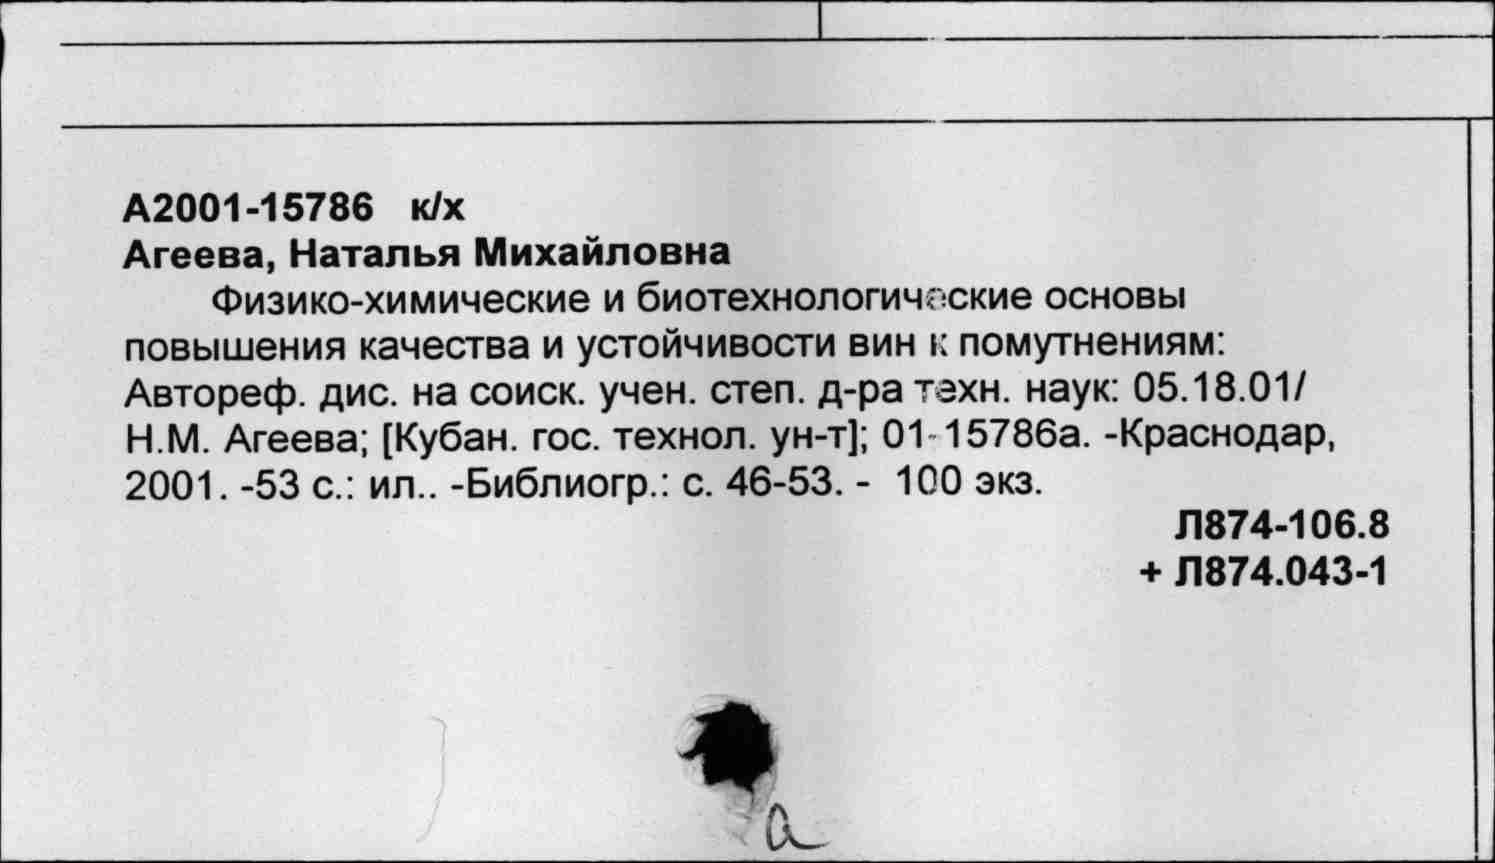 А2001-15786 к/х
Агеева, Наталья Михайловна
Физико-химические и биотехнологические основы
повышения качества и устойчивости вин к помутнениям:
Автореф. дис. на соиск. учен. степ. д-ра техн. наук: 05.18.01/
Н.М. Агеева; [Кубан. гос. технол. ун-т]; 01-15786а. -Краснодар,
2001. -53 с.: ил.. -Библиогр.: с. 46-53. - 100 экз.
Л874-106.8
+ Л874.043-1
а